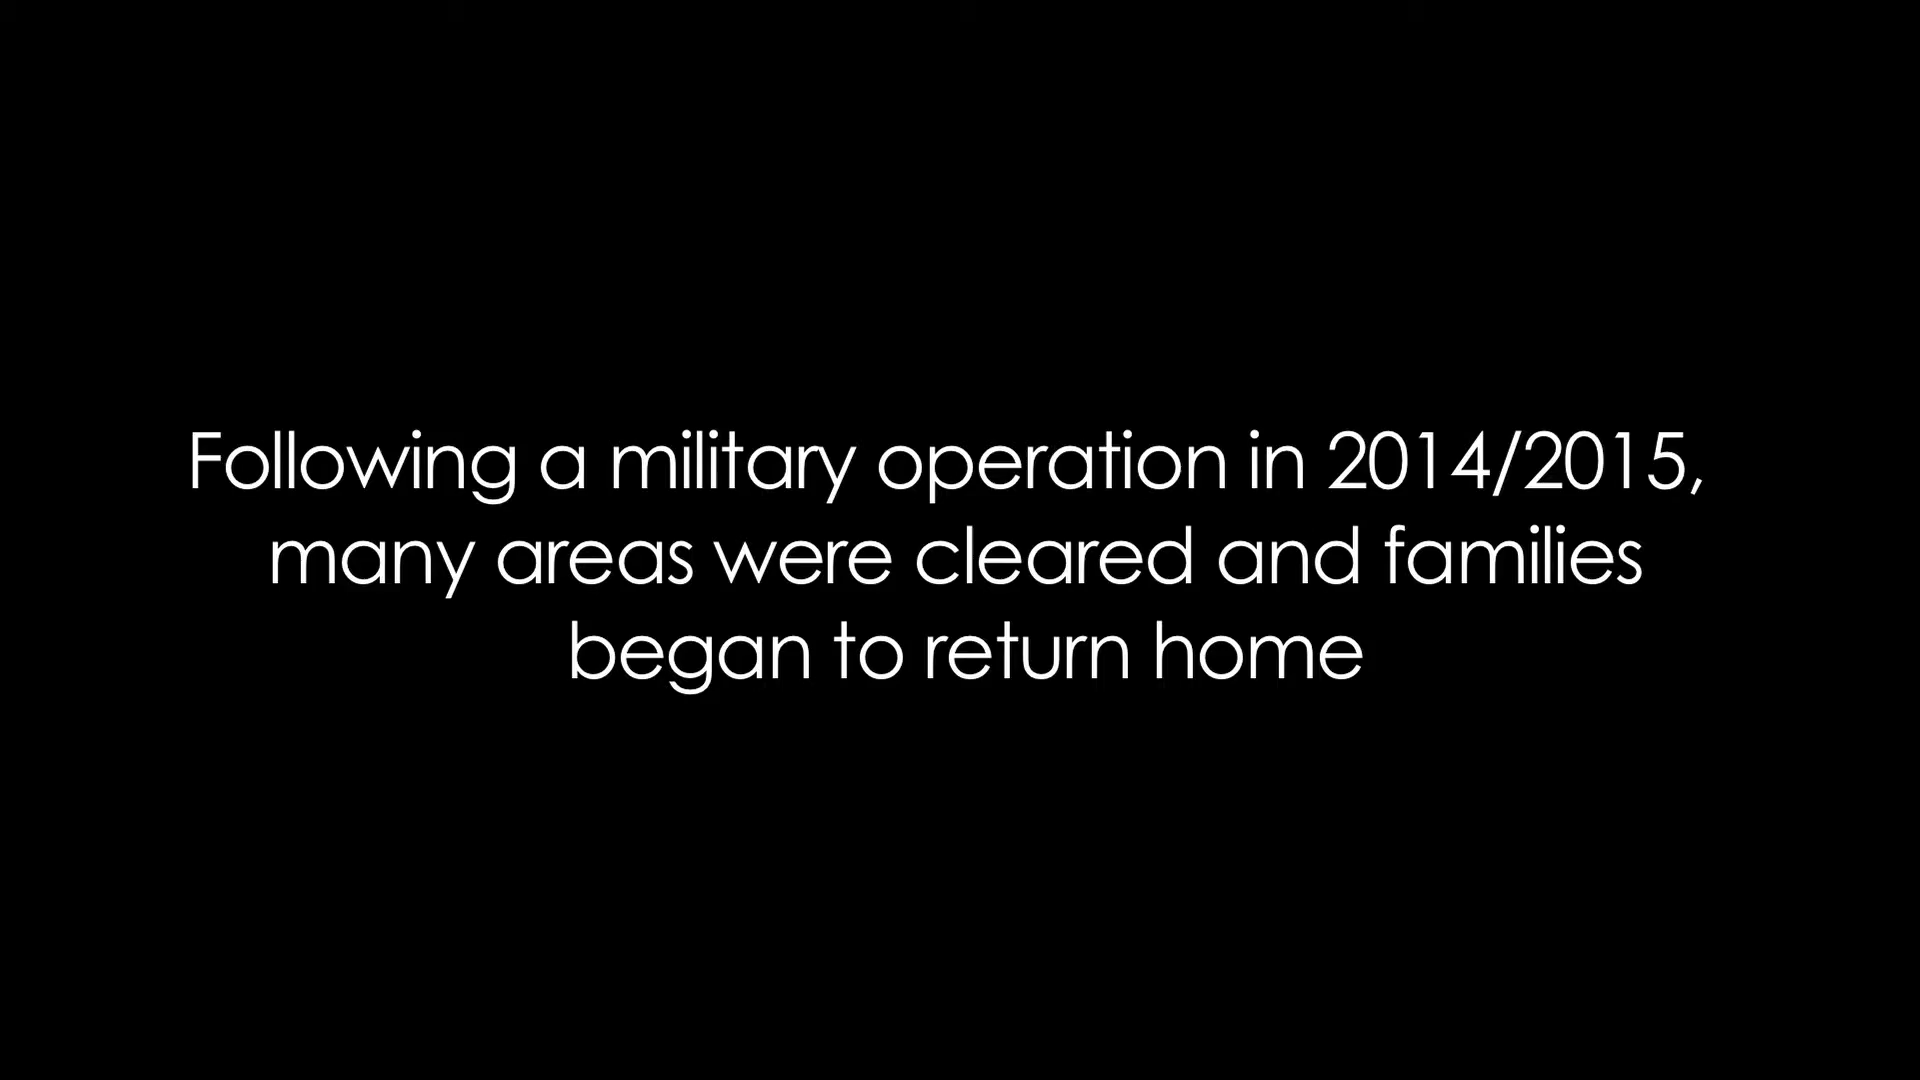 Following a military operation in 2014/2015,
many areas were cleared and families
began to return home